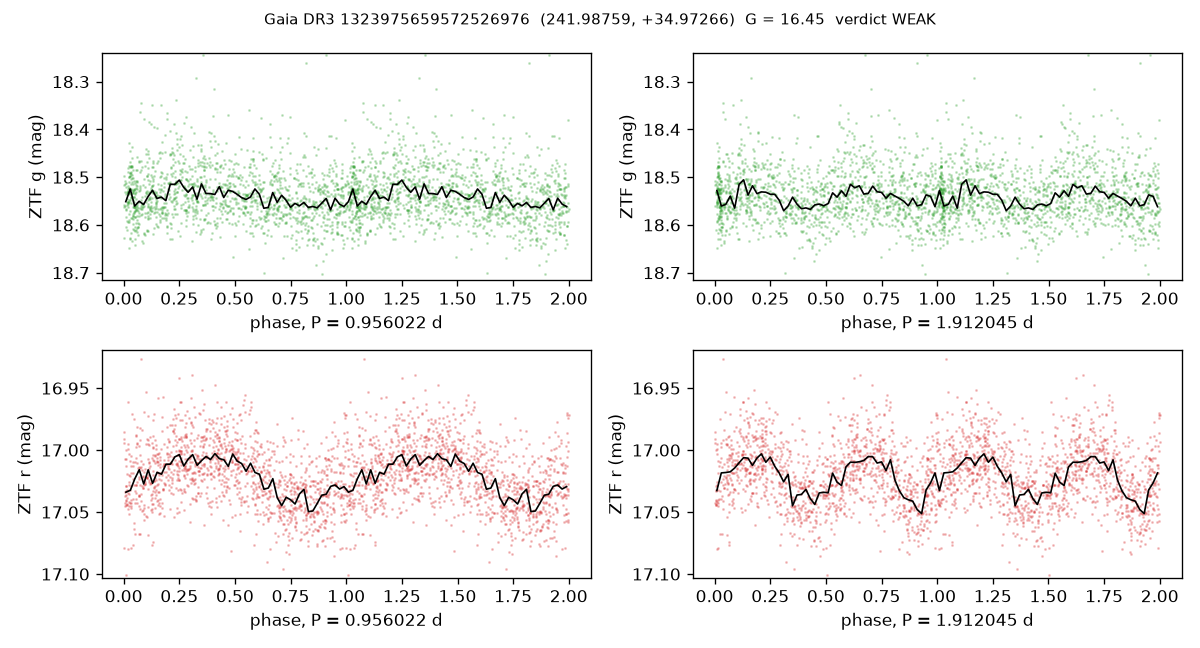 Gaia DR3 1323975659572526976 (241.98759, +34.97266) G = 16.45 verdict WEAK
ZTF g (mag)
18.3
18.4
18.5
18.6
18.7
0.00 0.25 0.50 0.75 1.00 1.25 1.50 1.75 2.00
phase, P = 0.956022 d
ZTF g (mag)
18.3
18.4
18.5
18.6
18.7
0.00 0.25 0.50 0.75 1.00 1.25 1.50 1.75 2.00
phase, P = 1.912045 d
ZTF r (mag)
16.95
17.00
17.05
17.10
0.00 0.25 0.50 0.75 1.00 1.25 1.50 1.75 2.00
phase, P = 0.956022 d
ZTF r (mag)
16.95
17.00
17.05
17.10
0.00 0.25 0.50 0.75 1.00 1.25 1.50 1.75 2.00
phase, P = 1.912045 d